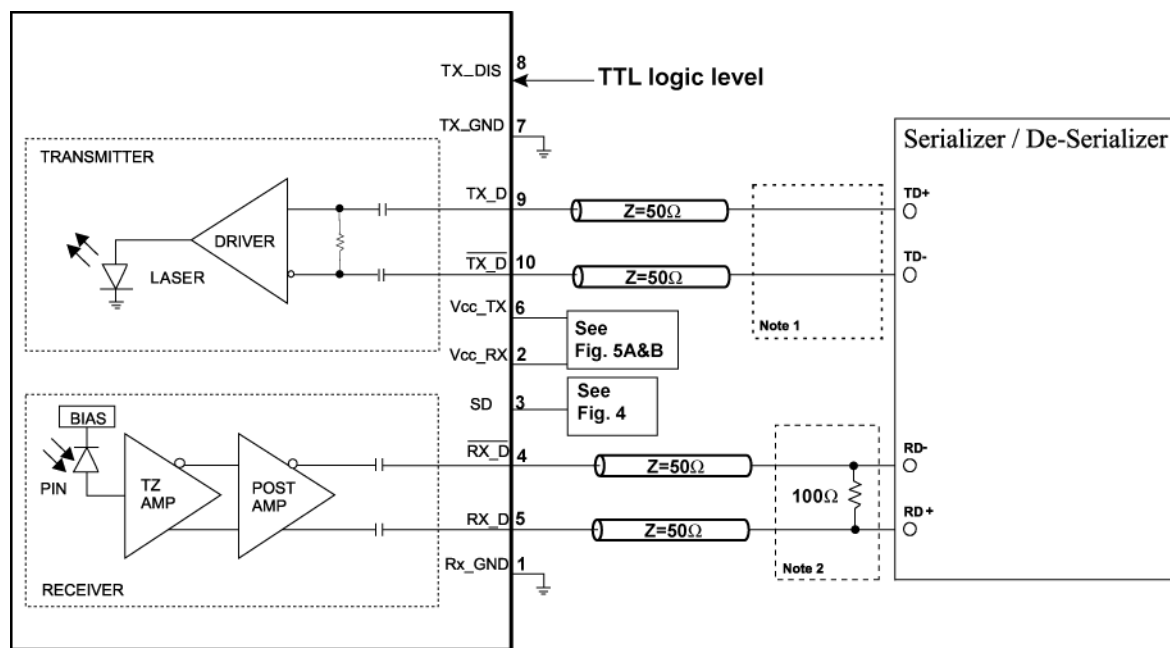 8
TX_DIS
TTL logic level
TX_GND
7
Serializer / De-Serializer
TRANSMITTER
TX_D
9
Z=50Ω
TD+
DRIVER
LASER
TX_D
10
Z=50Ω
TD-
Vcc_TX
6
See
Fig. 5A&B
Note 1
Vcc_RX
2
SD
3
See
Fig. 4
BIAS
PIN
TZ
AMP
POST
AMP
RX_D
4
Z=50Ω
RD-
100Ω
RX_D
5
Z=50Ω
RD +
Rx_GND
1
Note 2
RECEIVER